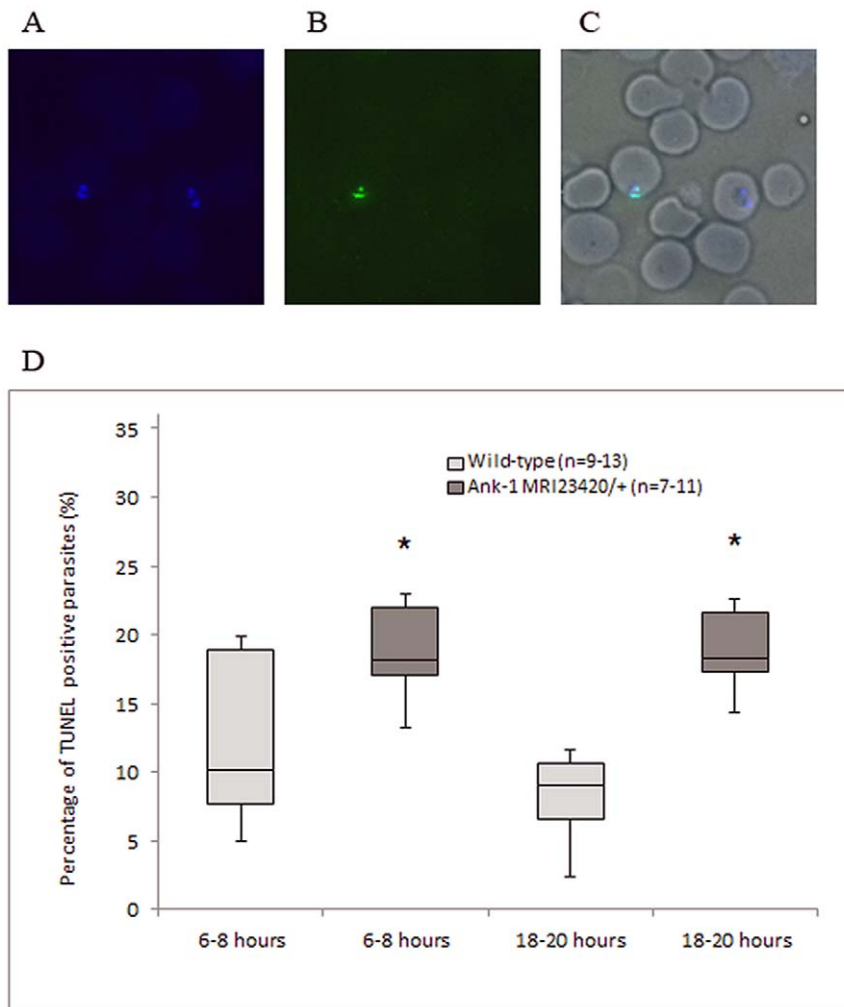 A B C
D
Percentage of TUNEL positive parasites (%)
35
30
25
20
15
10
5
0
Wild-type (n=9-13)
Ank-1 MRI23420/+ (n=7-11)
* *
6-8 hours 6-8 hours 18-20 hours 18-20 hours